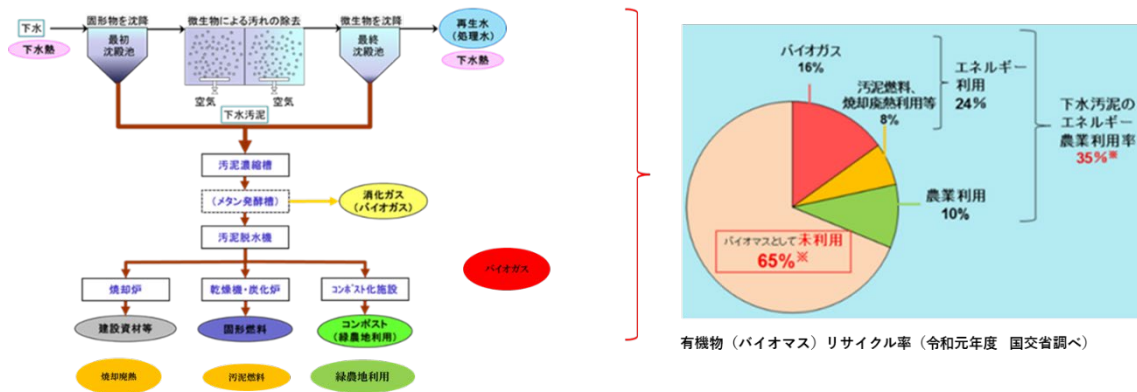 固形物を沈降
微生物による汚れの除去
微生物を沈降
下水
下水熱
最初
沈殿池
最終
沈殿池
再生水
(処理水)
下水熱
空気
空気
下水汚泥
汚泥濃縮槽
(メタン発酵槽)
消化ガス
(バイオガス)
汚泥脱水機
焼却炉
乾燥機・炭化炉
コンポスト化施設
建設資材等
固形燃料
コンポスト
(緑農地利用)
焼却廃熱
汚泥燃料
緑農地利用
バイオガス
バイオガス
16%
汚泥燃料、
焼却廃熱利用等
8%
エネルギー
利用
24%
下水汚泥の
エネルギー
農業利用率
35%※
農業利用
10%
バイオマスとして未利用
65%※
有機物(バイオマス)リサイクル率(令和元年度 国交省調べ)